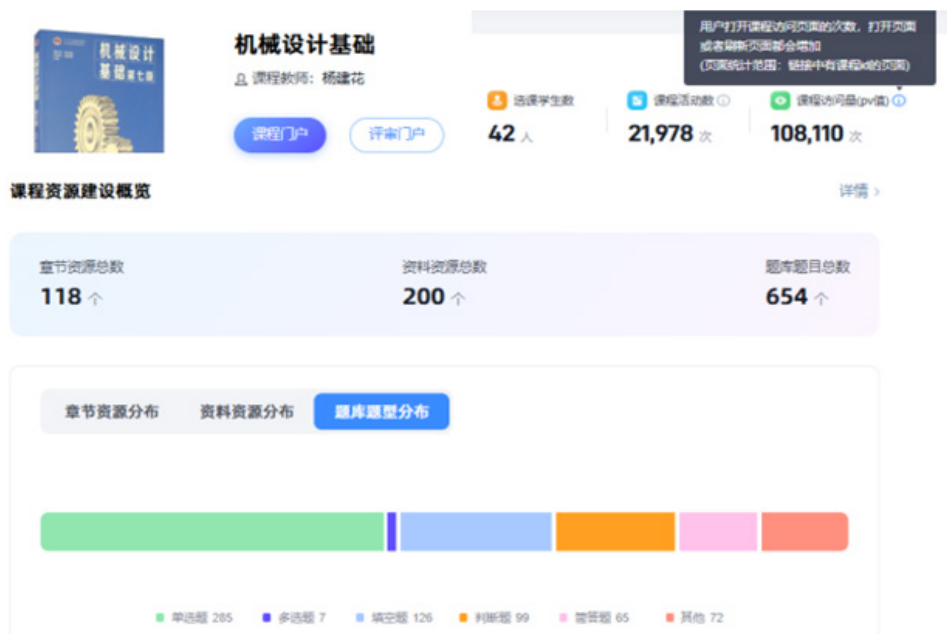 机械设计
基础第七版
机械设计基础
课程教师：杨建花
课程门户
评审门户
用户打开课程访问页面的次数，打开页面
或者刷新页面都会增加
(页面统计范围：链接中有课程id的页面)
选课学生数
42 人
课程活动数
21,978 次
课程访问量(pv值)
108,110 次
课程资源建设概览
详情 >
章节资源总数
118 个
资料资源总数
200 个
题库题目总数
654 个
章节资源分布 资料资源分布 题库题型分布
单选题 285 多选题 7 填空题 126 判断题 99 简答题 65 其他 72